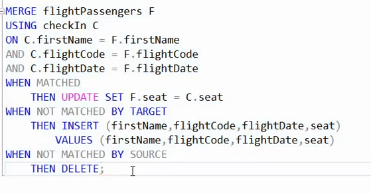 MERGE flightPassengers F
USING checkIn C
ON C.firstName = F.firstName
AND C.flightCode = F.flightCode
AND C.flightDate = F.flightDate
WHEN MATCHED
THEN UPDATE SET F.seat = C.seat
WHEN NOT MATCHED BY TARGET
THEN INSERT (firstName,flightCode,flightDate,seat)
VALUES (firstName,flightCode,flightDate,seat)
WHEN NOT MATCHED BY SOURCE
THEN DELETE;